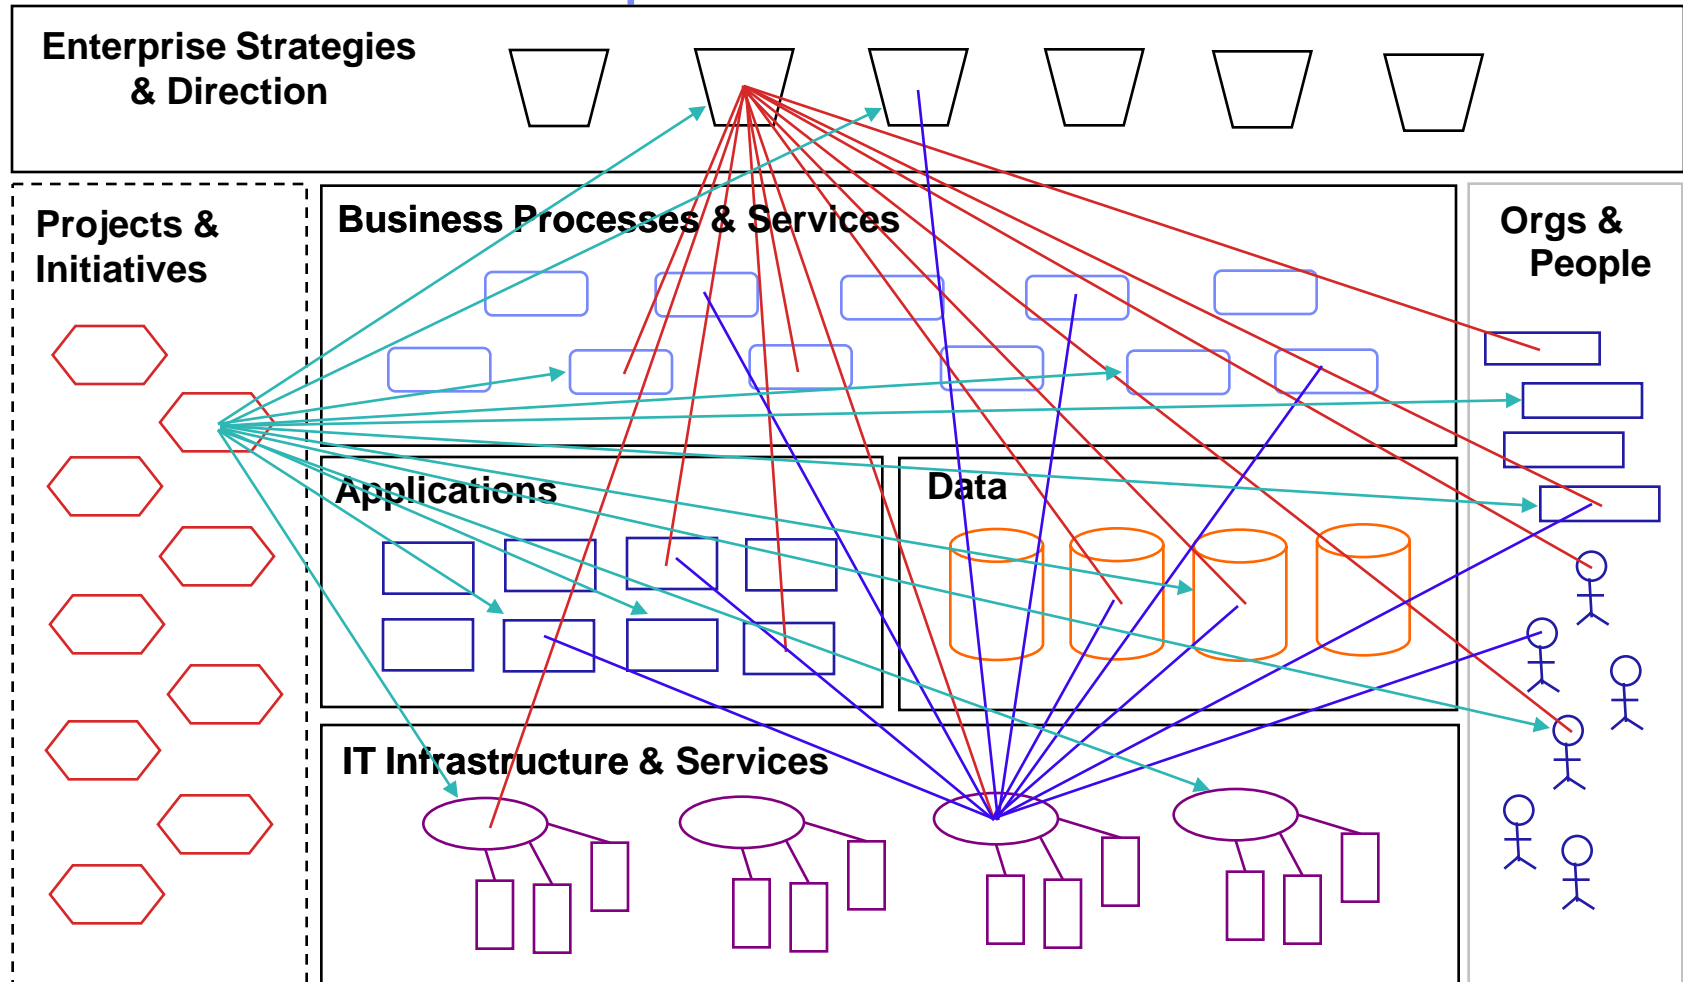 Enterprise Strategies
& Direction
Projects &
Initiatives
Business Processes & Services
Orgs &
People
Applications
Data
IT Infrastructure & Services